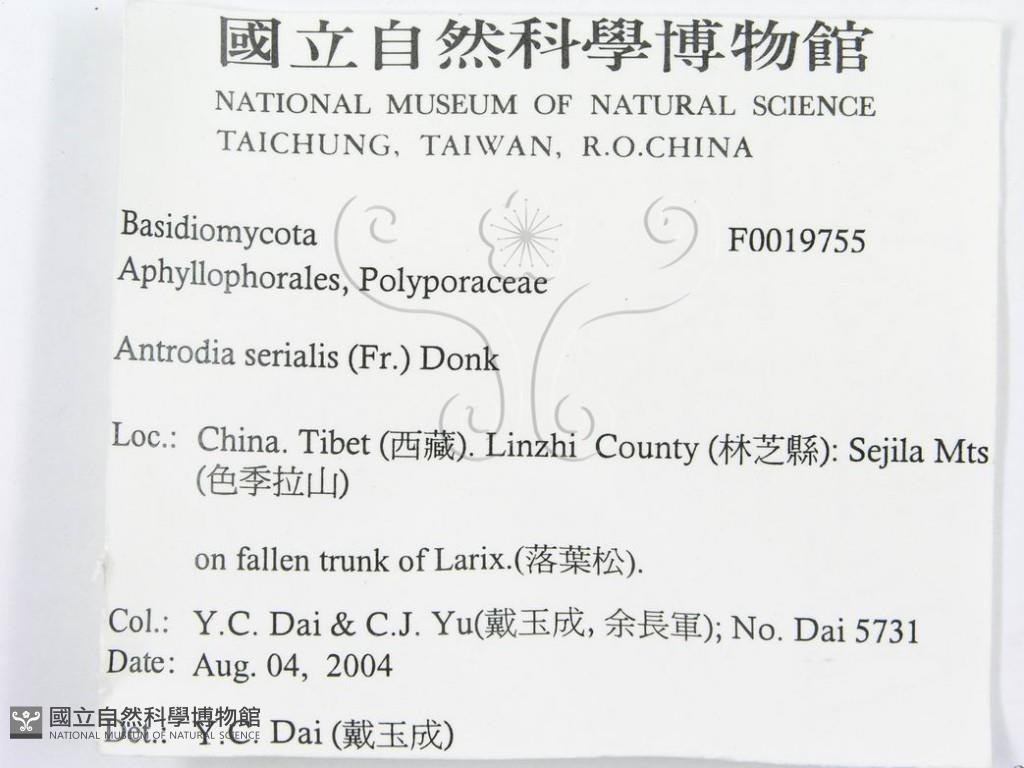 國立自然科學博物館
NATIONAL MUSEUM OF NATURAL SCIENCE
TAICHUNG, TAIWAN, R.O.CHINA
Basidiomycota F0019755
Aphyllophorales, Polyporaceae
Antrodia serialis (Fr.) Donk
Loc.: China. Tibet (西藏). Linzhi County (林芝縣): Sejila Mts
(色季拉山)
on fallen trunk of Larix.(落葉松).
Col.: Y.C. Dai & C.J. Yu(戴玉成, 余長軍); No. Dai 5731
Date: Aug. 04, 2004
Det.: Y.C. Dai (戴玉成)
國立自然科學博物館
NATIONAL MUSEUM OF NATURAL SCIENCE